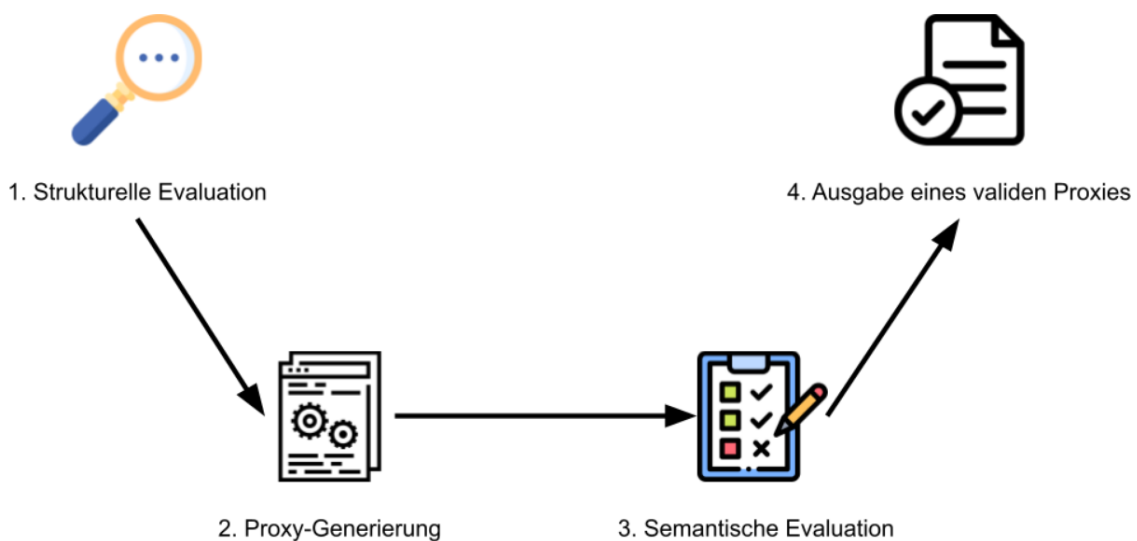 1. Strukturelle Evaluation
4. Ausgabe eines validen Proxies
2. Proxy-Generierung
3. Semantische Evaluation